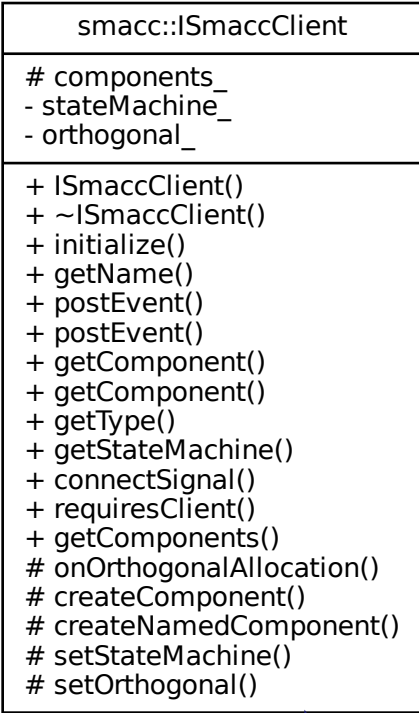 smacc::ISmaccClient
# components_
- stateMachine_
- orthogonal_
+ ISmaccClient()
+ ~ISmaccClient()
+ initialize()
+ getName()
+ postEvent()
+ postEvent()
+ getComponent()
+ getComponent()
+ getType()
+ getStateMachine()
+ connectSignal()
+ requiresClient()
+ getComponents()
# onOrthogonalAllocation()
# createComponent()
# createNamedComponent()
# setStateMachine()
# setOrthogonal()